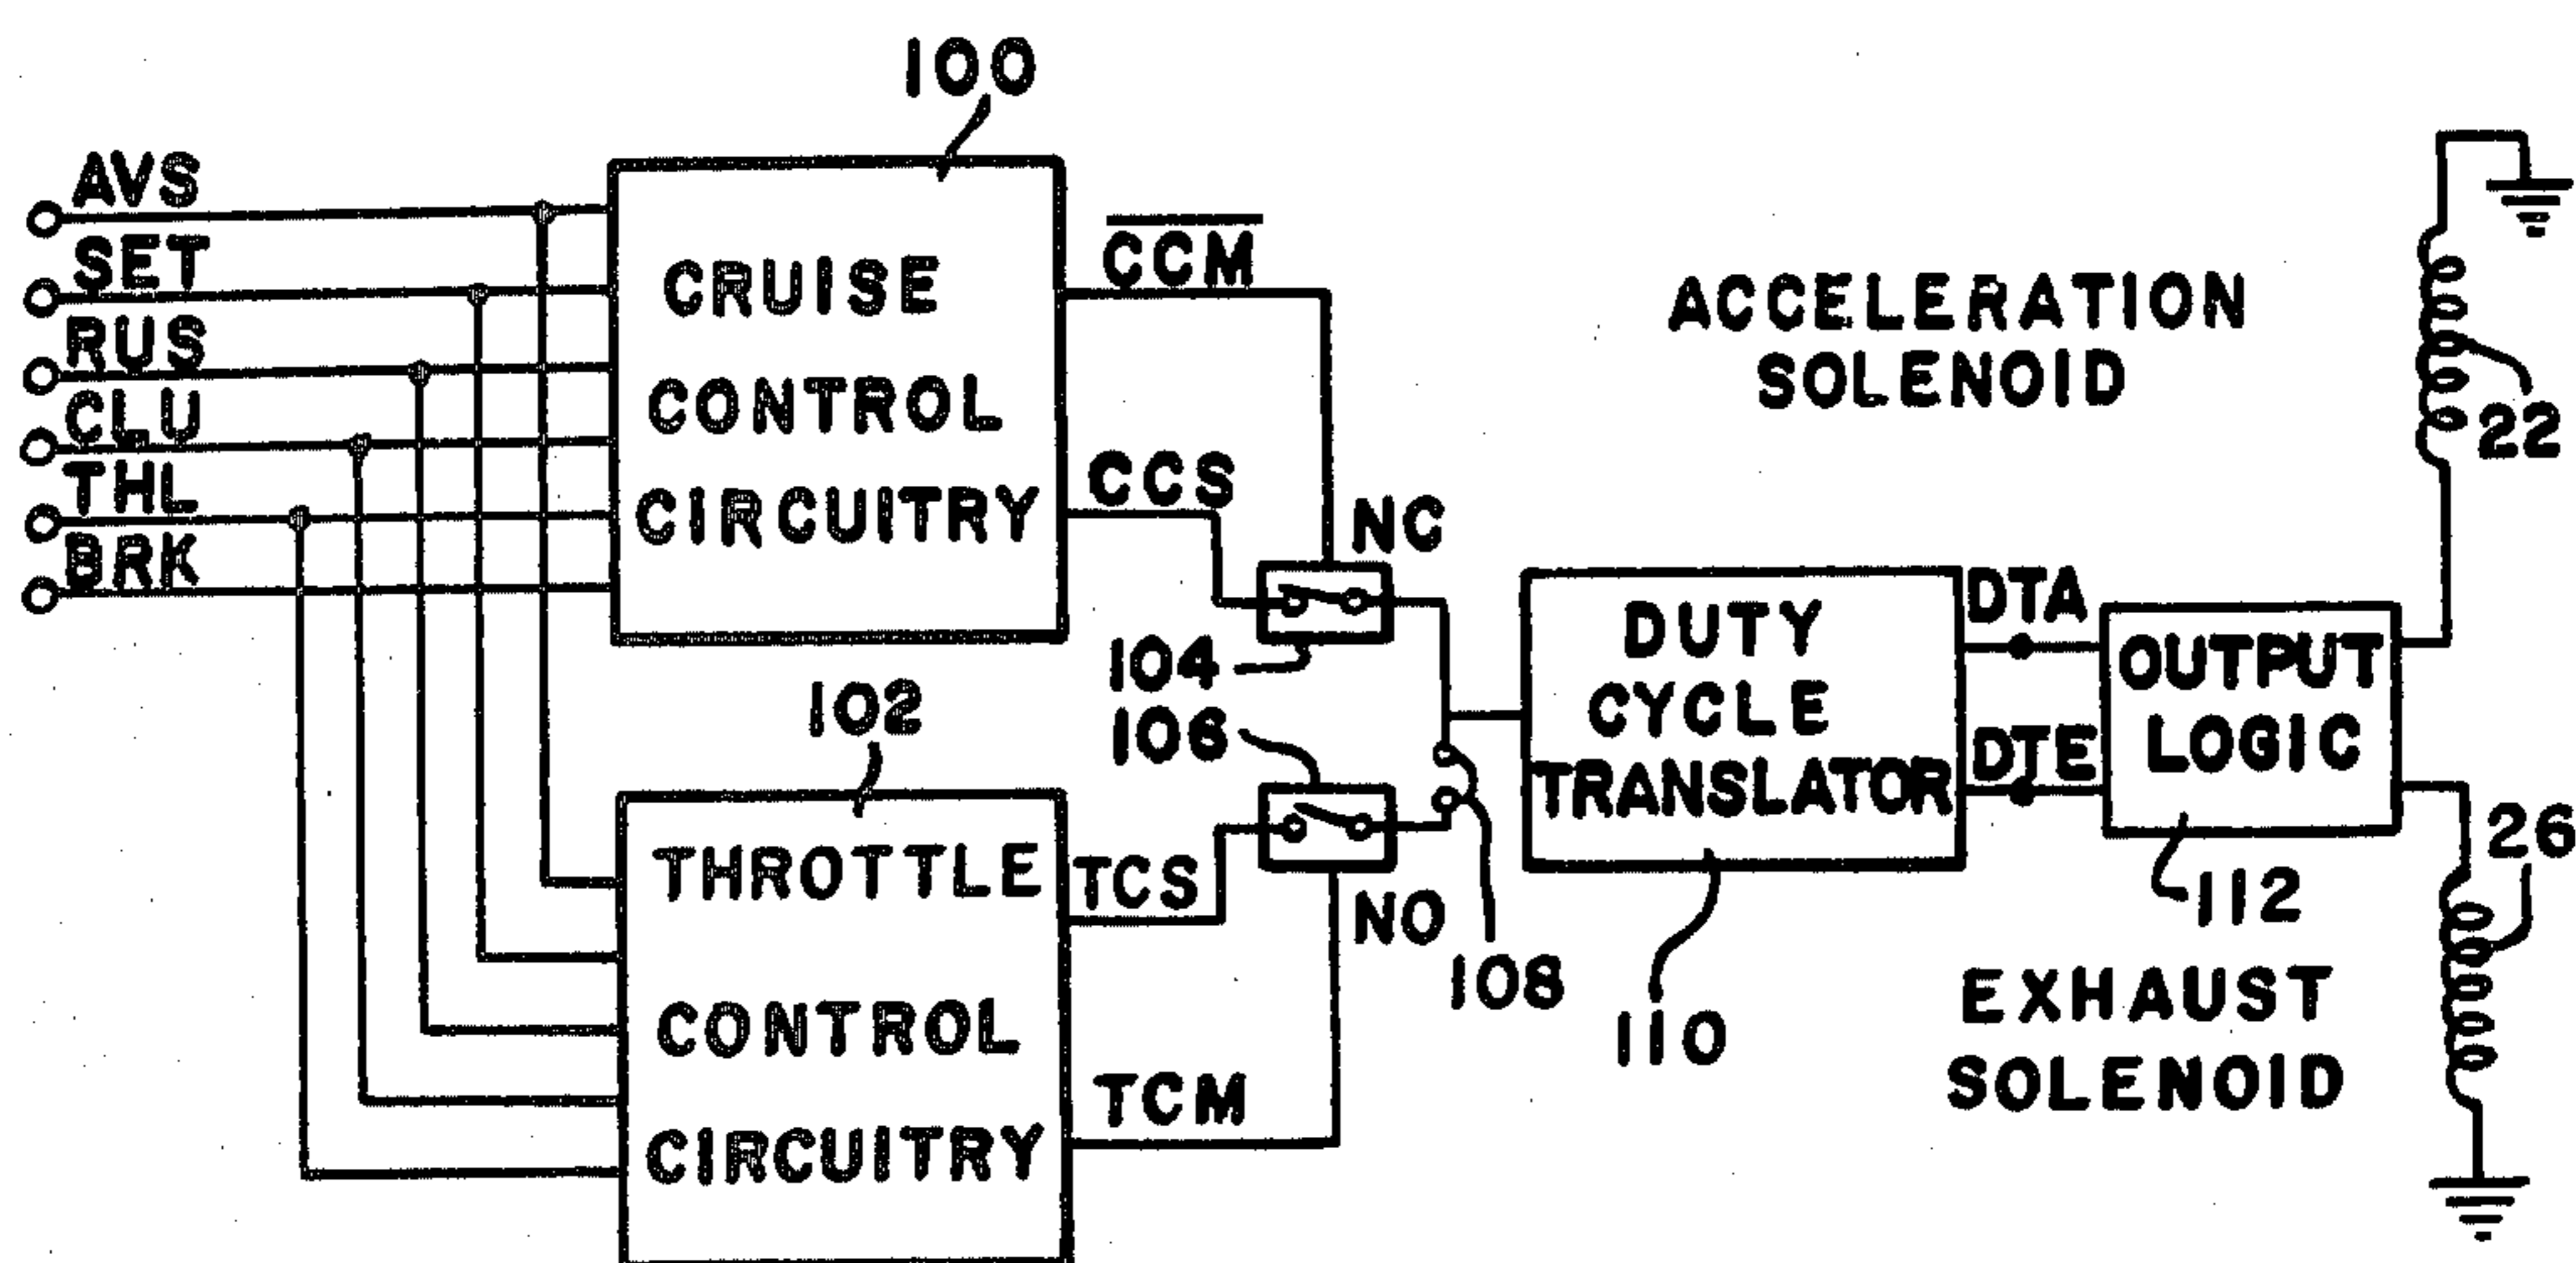 100
AVS
SET
RUS
CLU
THL
BRK
CRUISE
CONTROL
CIRCUITRY
C̅C̅M̅
CCS
NC
104
106
NO
108
102
THROTTLE
CONTROL
CIRCUITRY
TCS
TCM
DUTY
CYCLE
TRANSLATOR
110
DTA
DTE
OUTPUT
LOGIC
112
ACCELERATION
SOLENOID
22
26
EXHAUST
SOLENOID